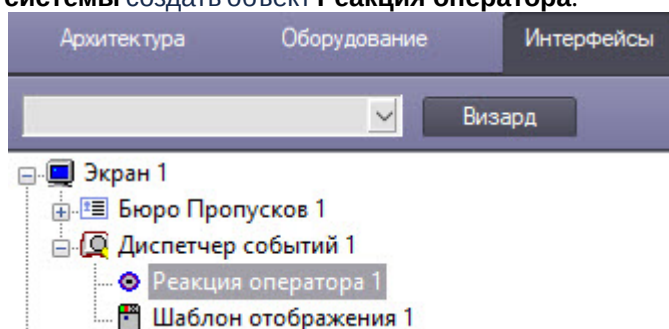 системы создать объект Реакция оператора.
Архитектура Оборудование Интерфейсы
Визард
Экран 1
Бюро Пропусков 1
Диспетчер событий 1
Реакция оператора 1
Шаблон отображения 1